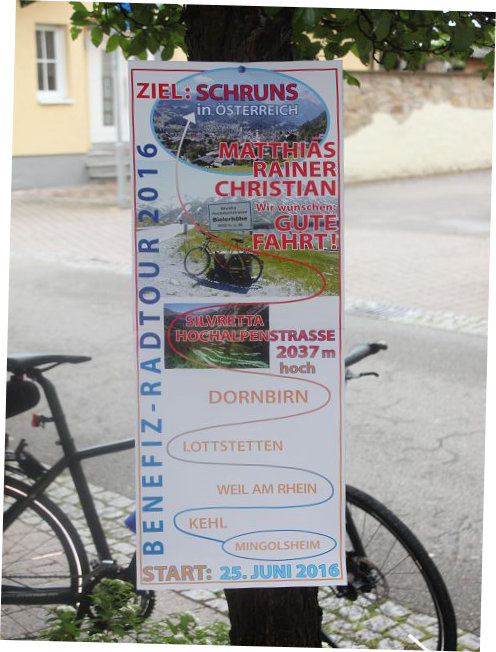 ZIEL: SCHRUNS
in ÖSTERREICH
MATTHIAS
RAINER
CHRISTIAN
Wir wünschen:
GUTE
FAHRT!
Bielerhöhe
SILVRETTA
HOCHALPENSTRASSE
2037 m
hoch
DORNBIRN
LOTTSTETTEN
WEIL AM RHEIN
KEHL
MINGOLSHEIM
START: 25. JUNI 2016
BENEFIZ-RADTOUR 2016